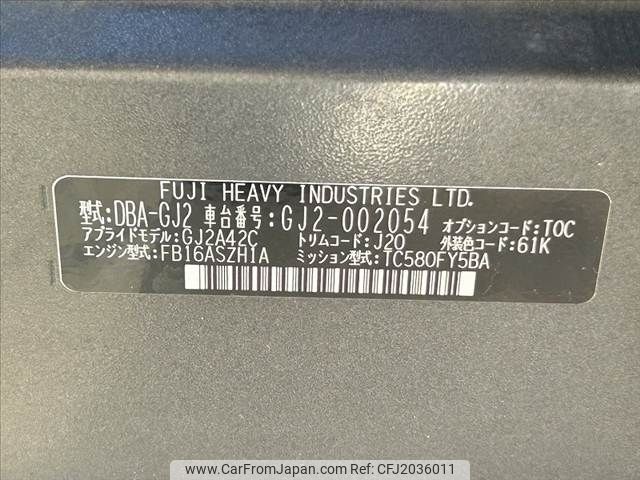 FUJI HEAVY INDUSTRIES LTD.
型式:DBA-GJ2 車台番号:GJ2-002054 オプションコード:TOC
アプライドモデル:GJ2A42C トリムコード:J20 外装色コード:61K
エンジン型式:FB16ASZH1A ミッション型式:TC580FY5BA
CAR FROM JAPAN
www.carfromjapan.com - CFJ2036011